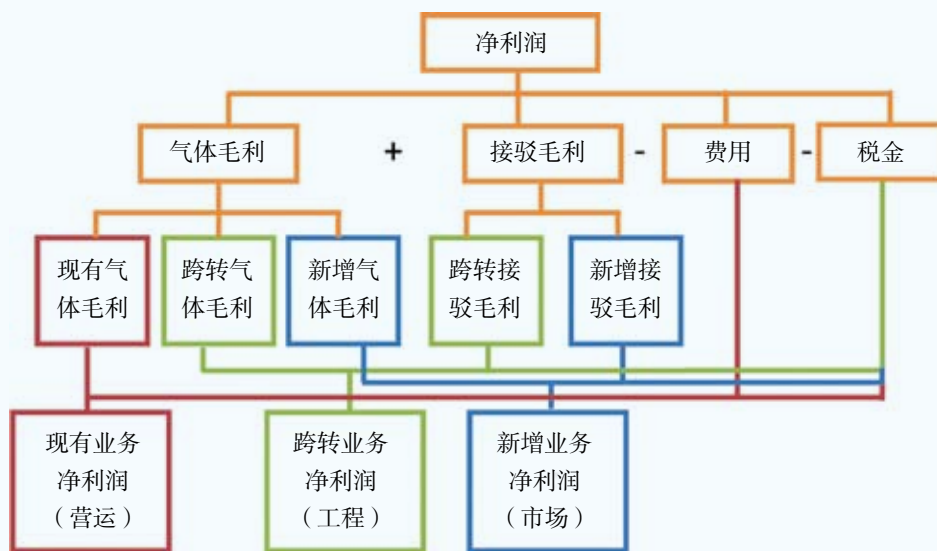 净利润
气体毛利 + 接驳毛利 - 费用 - 税金
现有气
体毛利
跨转气
体毛利
新增气
体毛利
跨转接
驳毛利
新增接
驳毛利
现有业务
净利润
（营运）
跨转业务
净利润
（工程）
新增业务
净利润
（市场）